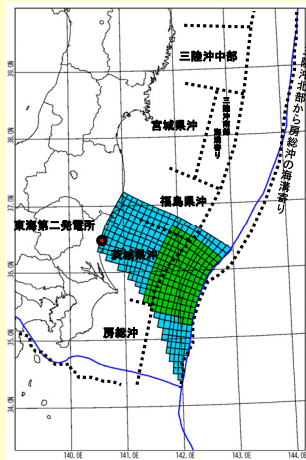 三陸沖中部
三陸沖北部から房総沖の海溝寄り
宮城県沖
三陸沖南部
海溝寄り
福島県沖
東海第二発電所
茨城県沖
房総沖
39.0N
38.0N
37.0N
36.0N
35.0N
34.0N
140.0E
141.0E
142.0E
143.0E
144.0E